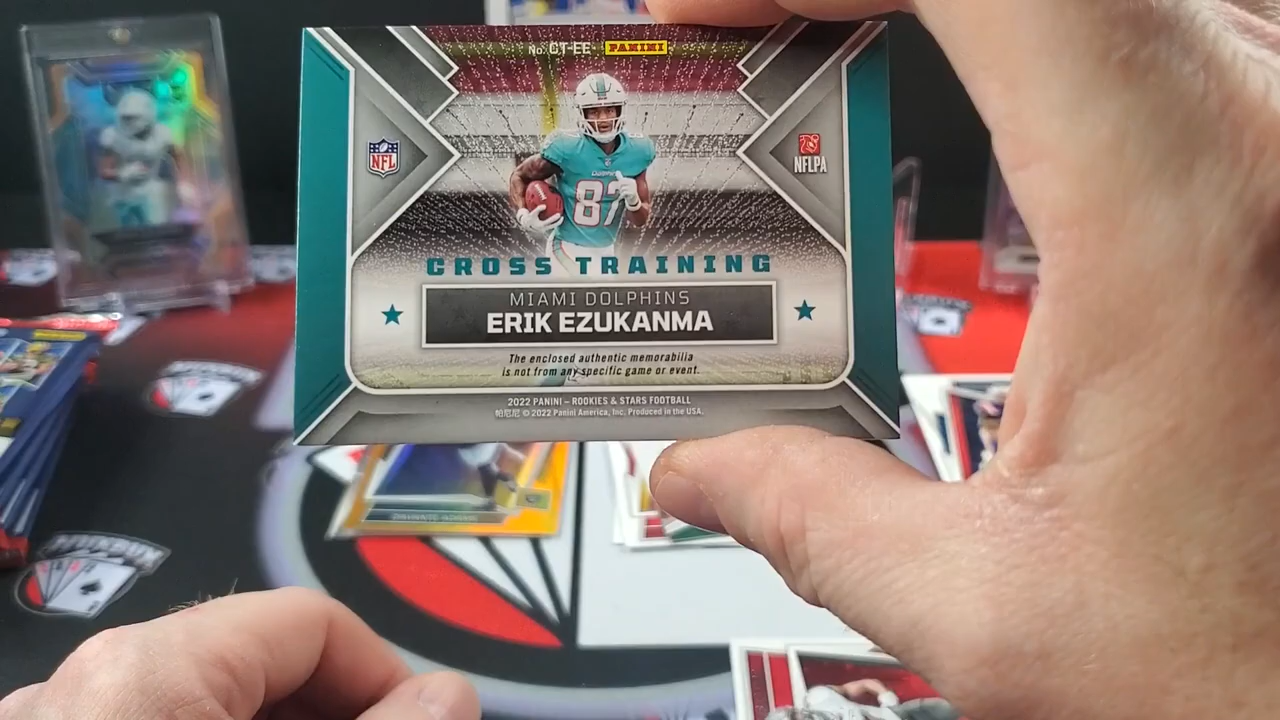 No. CT-EE PANINI
NFL
NFLPA
Dolphins
87
CROSS TRAINING
MIAMI DOLPHINS
ERIK EZUKANMA
The enclosed authentic memorabilia
is not from any specific game or event.
2022 PANINI – ROOKIES & STARS FOOTBALL
帕尼尼 © 2022 Panini America, Inc. Produced in the USA.